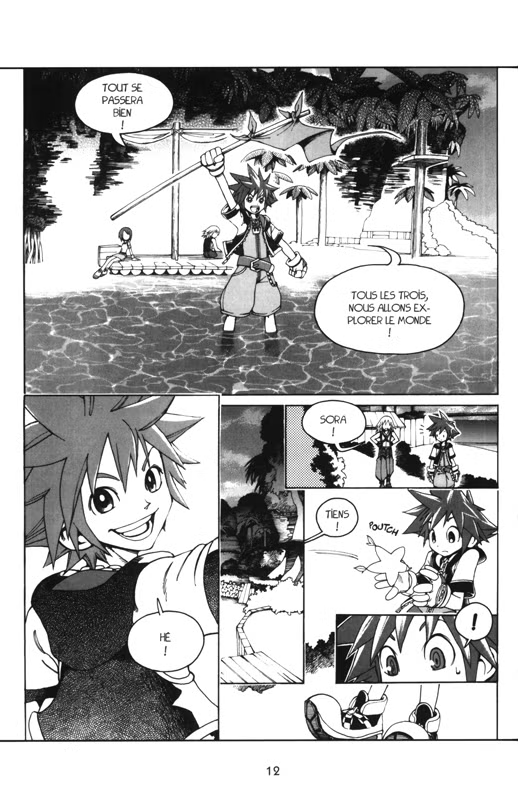 TOUT SE
PASSERA
BIEN
!
TOUS LES TROIS,
NOUS ALLONS EX-
PLORER LE MONDE
!
HÉ
!
SORA
!
TIENS
!
POUTCH
!
12